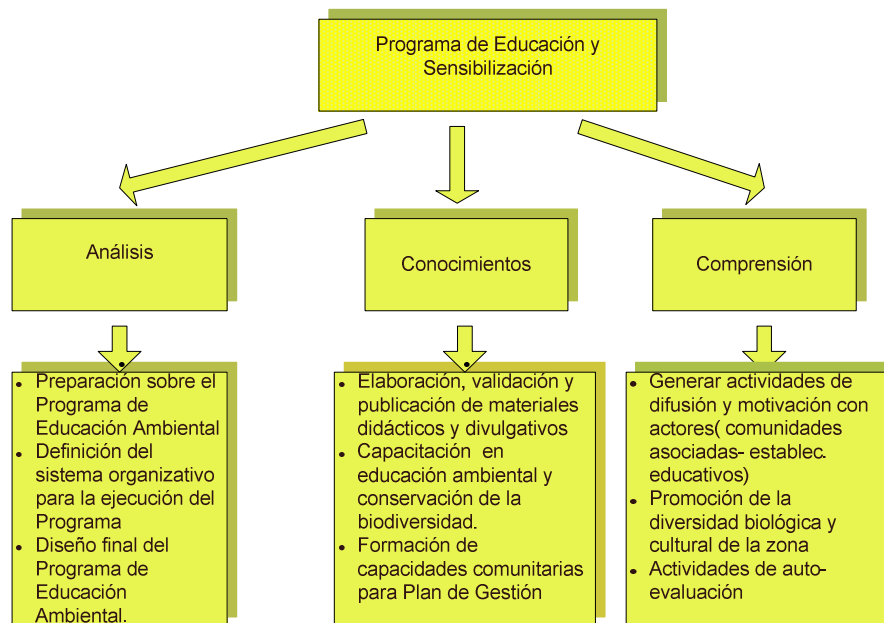 Programa de Educación y
Sensibilización
Análisis
Conocimientos
Comprensión
• Preparación sobre el
Programa de
Educación Ambiental
• Definición del
sistema organizativo
para la ejecución del
Programa
• Diseño final del
Programa de
Educación
Ambiental.
• Elaboración, validación y
publicación de materiales
didácticos y divulgativos
• Capacitación en
educación ambiental y
conservación de la
biodiversidad.
• Formación de
capacidades comunitarias
para Plan de Gestión
• Generar actividades de
difusión y motivación con
actores( comunidades
asociadas- establec.
educativos)
• Promoción de la
diversidad biológica y
cultural de la zona
• Actividades de auto-
evaluación